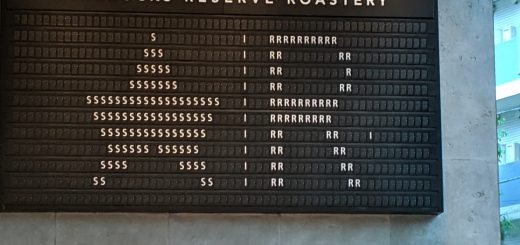 RESERVE ROASTERY
S I RRRRRRRRRR
SSS I RR RR
SSSSS I RR R
SSSSSSS I RR RR
SSSSSSSSSSSSSSSSSSS I RRRRRRRRRR
SSSSSSSSSSSSSSSSS I RRRRRRRRR
SSSSSSSSSSSSSSS I RR RR I
SSSSSS SSSSSS I RR RR
SSSS SSSS I RR RR
SS SS I RR RR